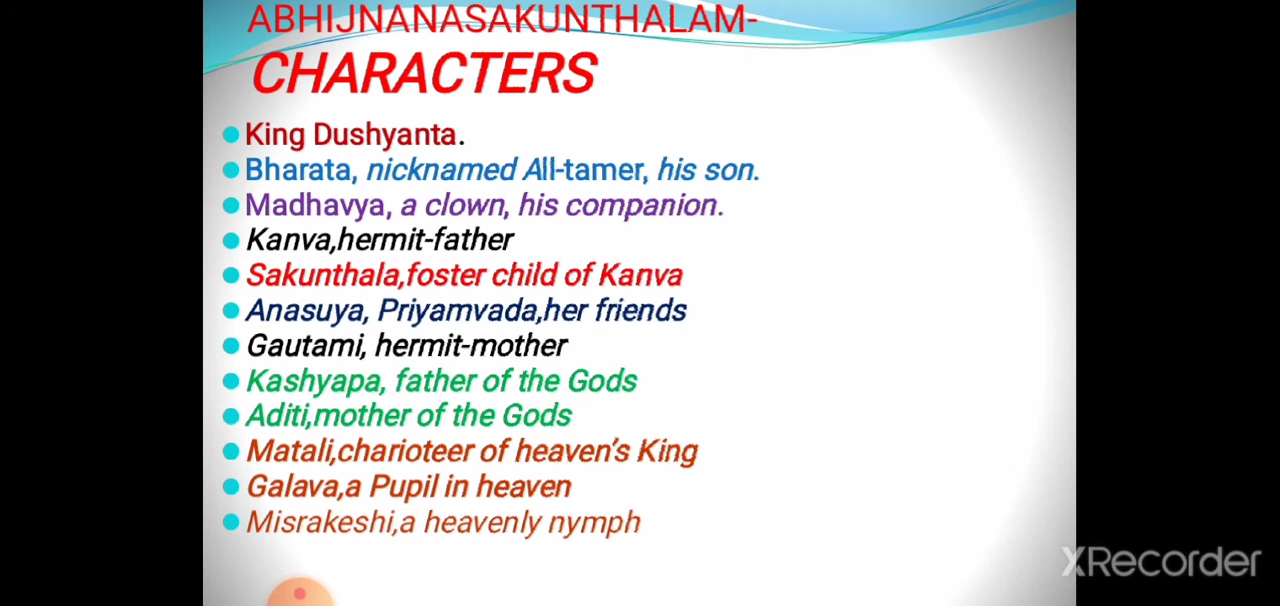 ABHIJNANASAKUNTHALAM-
CHARACTERS
King Dushyanta.
Bharata, nicknamed All-tamer, his son.
Madhavya, a clown, his companion.
Kanva,hermit-father
Sakunthala,foster child of Kanva
Anasuya, Priyamvada,her friends
Gautami, hermit-mother
Kashyapa, father of the Gods
Aditi,mother of the Gods
Matali,charioteer of heaven's King
Galava,a Pupil in heaven
Misrakeshi,a heavenly nymph
XRecorder